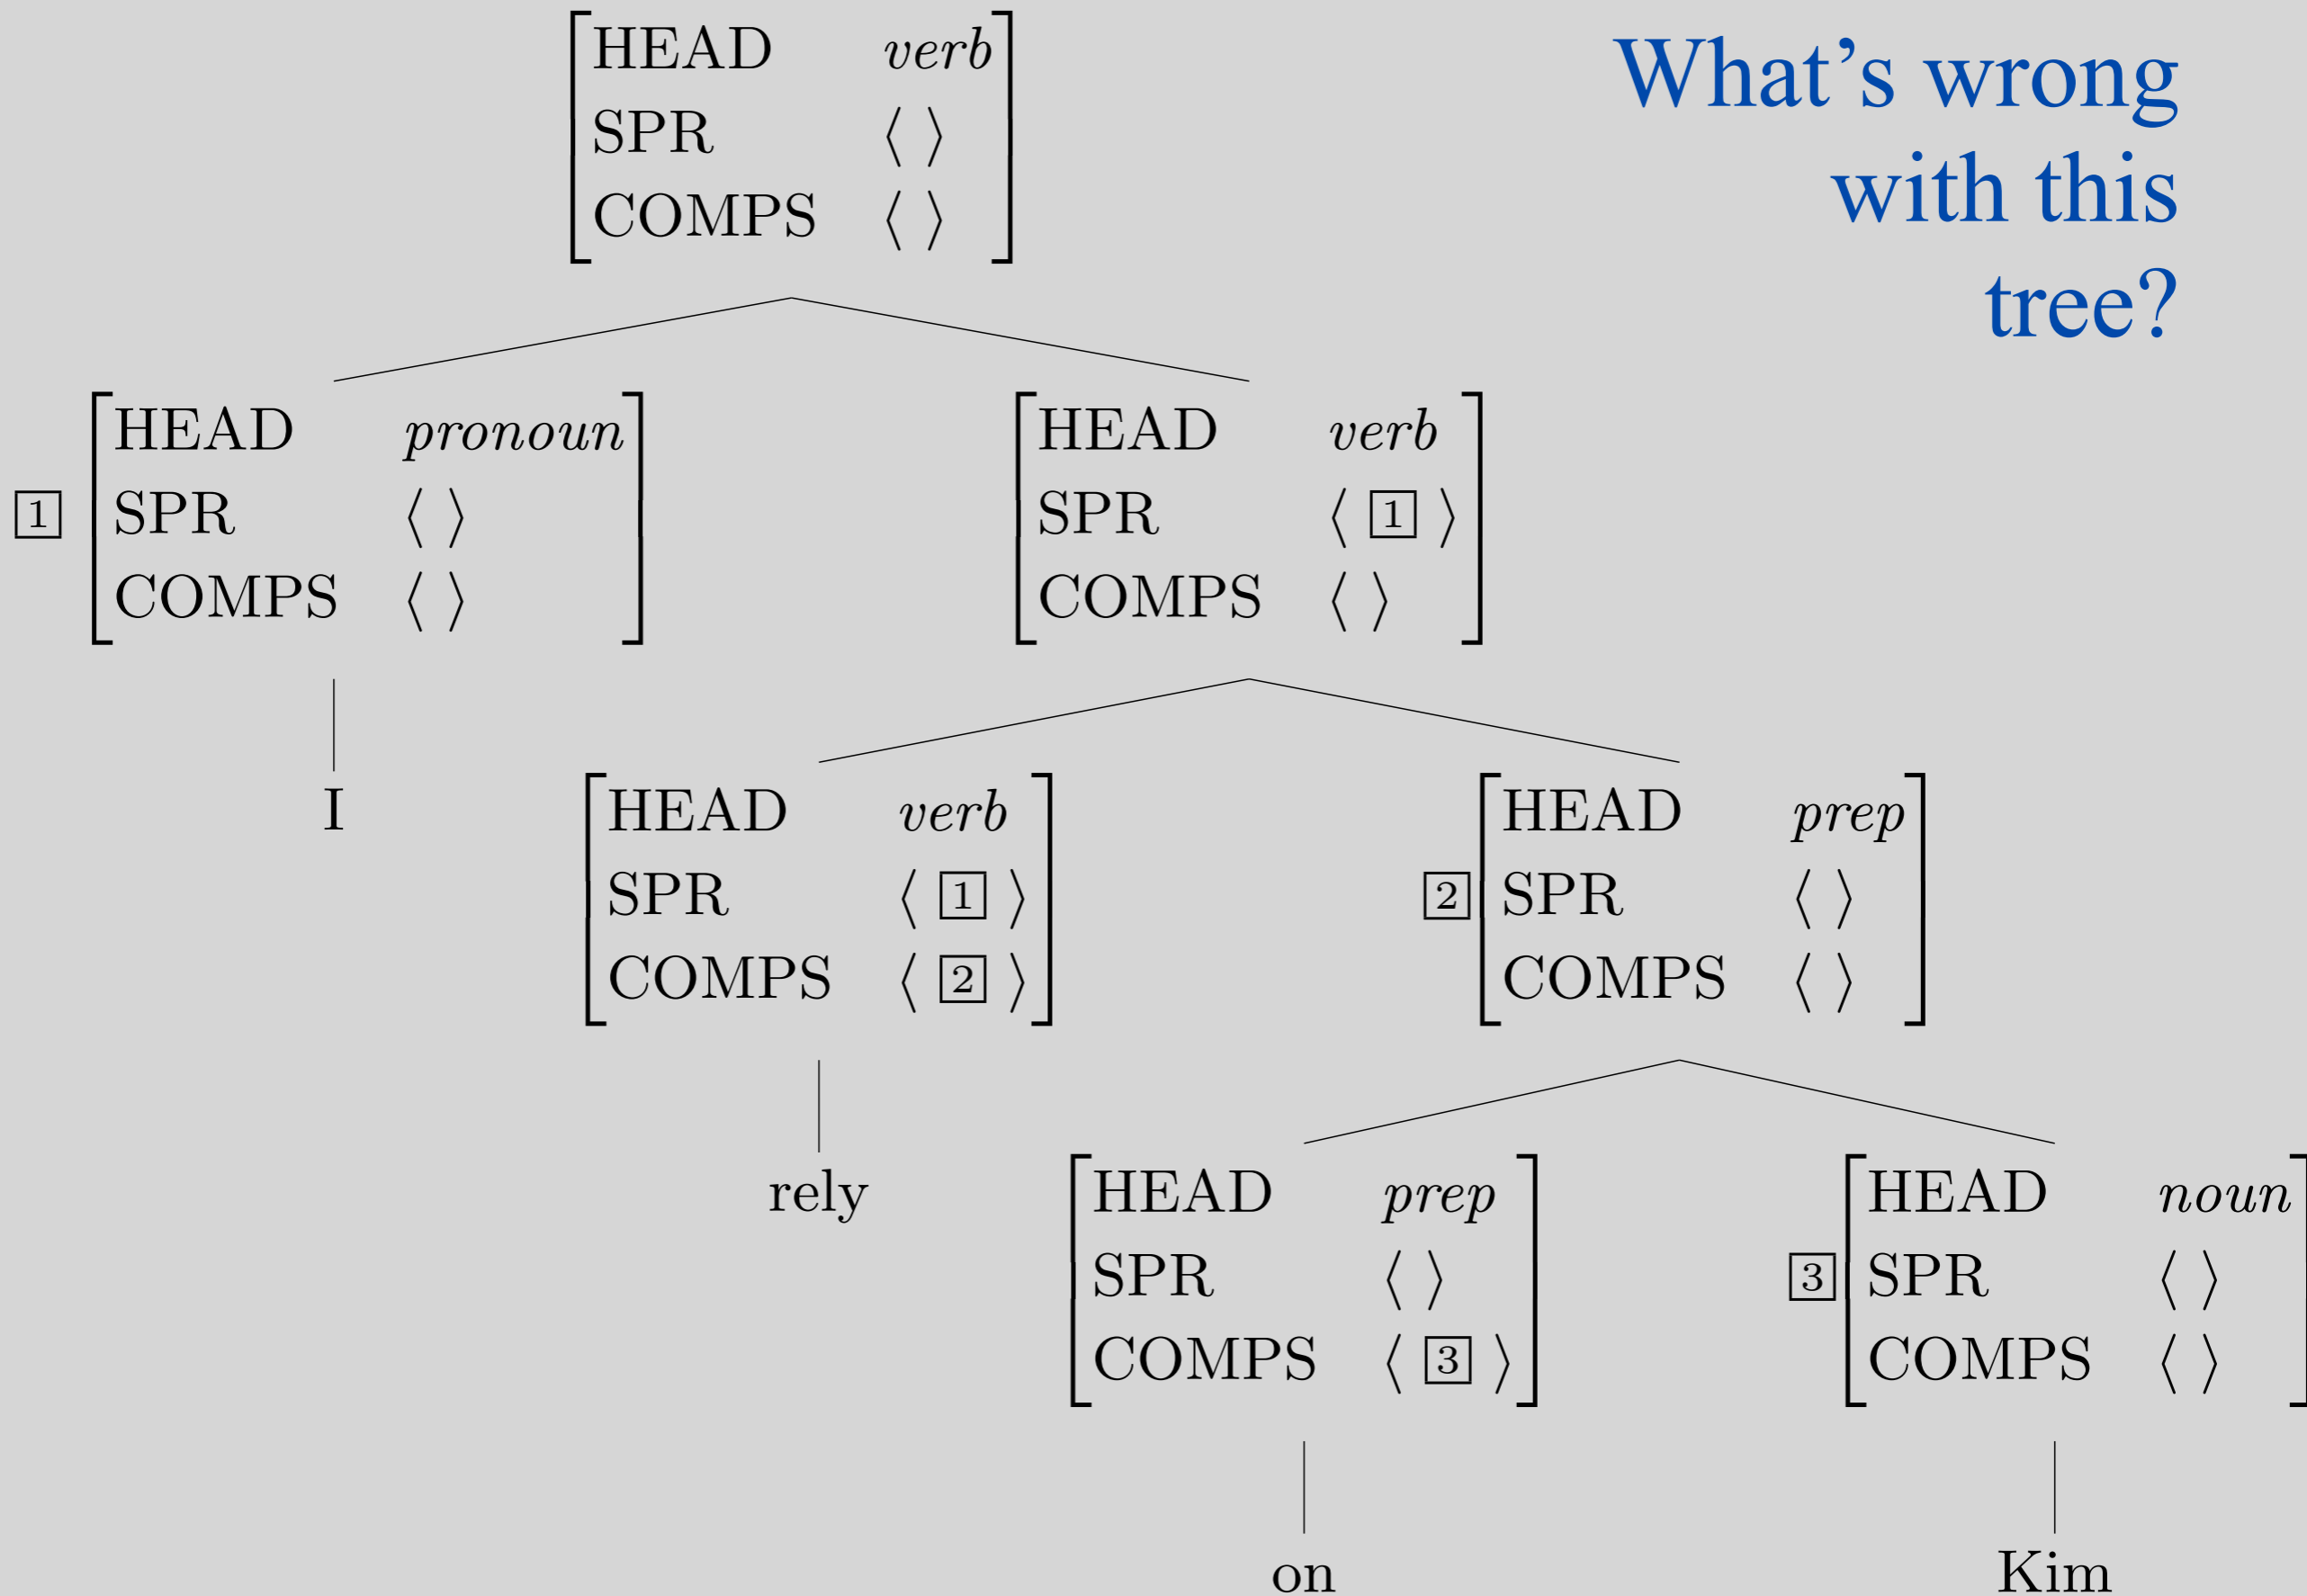 What's wrong
with this
tree?
HEAD verb
SPR ⟨ ⟩
COMPS ⟨ ⟩
1
HEAD pronoun
SPR ⟨ ⟩
COMPS ⟨ ⟩
HEAD verb
SPR ⟨ 1 ⟩
COMPS ⟨ ⟩
I
HEAD verb
SPR ⟨ 1 ⟩
COMPS ⟨ 2 ⟩
2
HEAD prep
SPR ⟨ ⟩
COMPS ⟨ ⟩
rely
HEAD prep
SPR ⟨ ⟩
COMPS ⟨ 3 ⟩
3
HEAD noun
SPR ⟨ ⟩
COMPS ⟨ ⟩
on
Kim